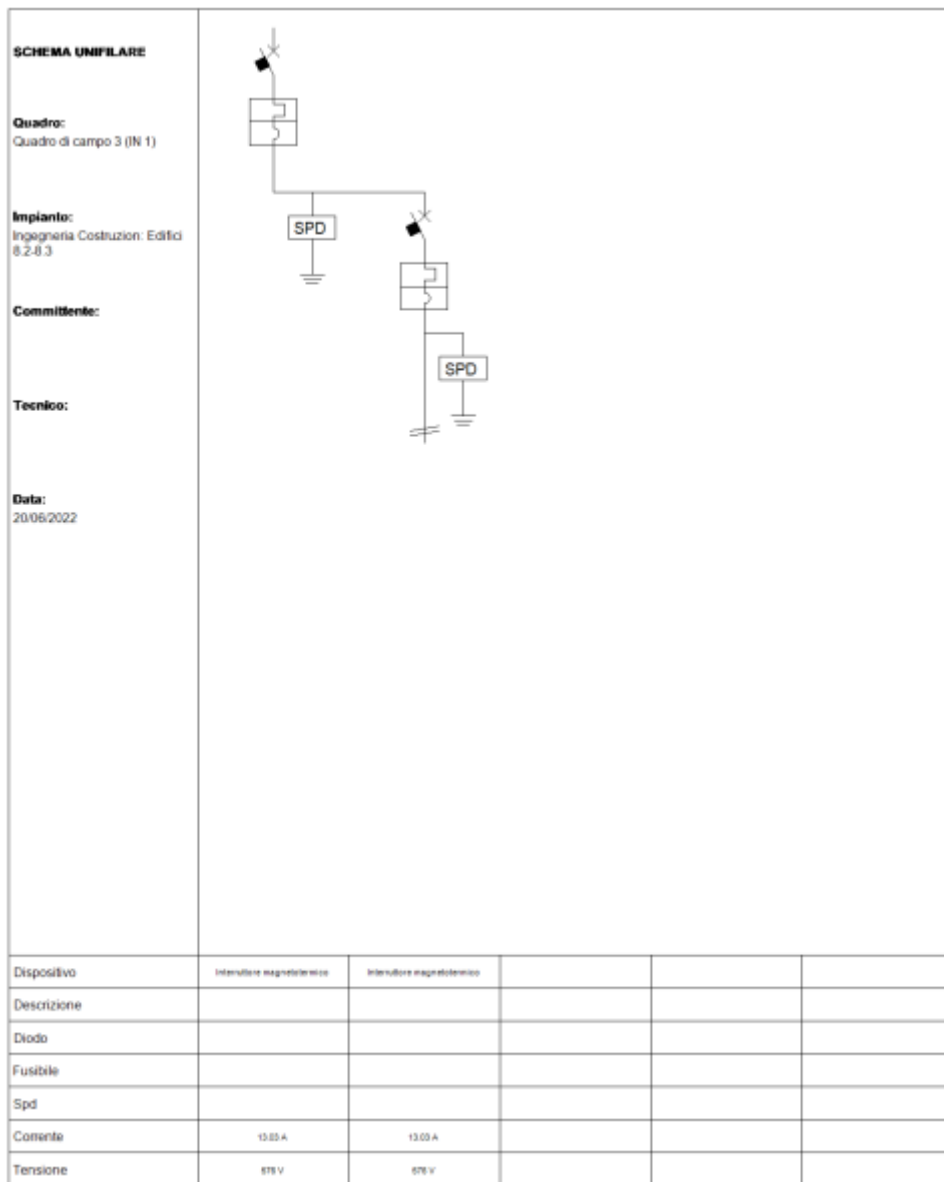 SCHEMA UNIFILARE
Quadro:
Quadro di campo 3 (IN 1)
Impianto:
Ingegneria Costruzion: Edifici
8.2-8.3
Committente:
Tecnico:
Data:
20/06/2022
SPD
SPD
Dispositivo Interruttore magnetotermico Interruttore magnetotermico
Descrizione
Diodo
Fusibile
Spd
Corrente 13.03 A 13.03 A
Tensione V V